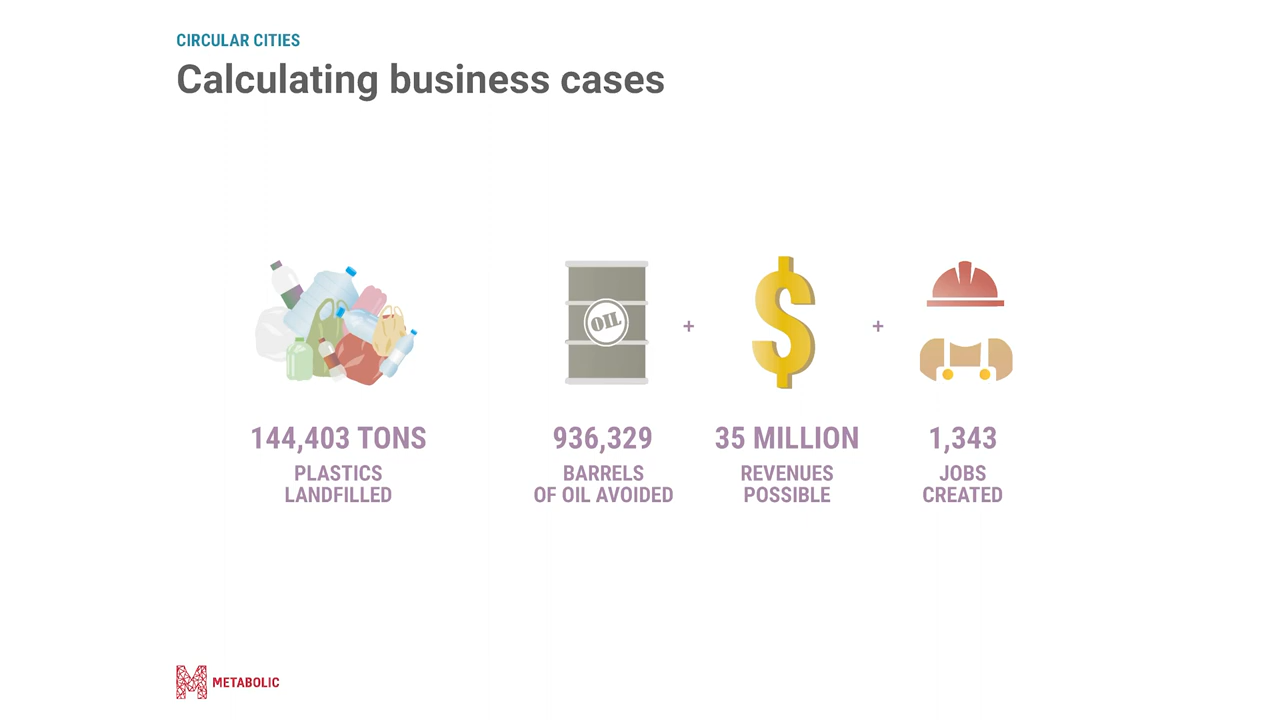 CIRCULAR CITIES
Calculating business cases
OIL
+
+
144,403 TONS
PLASTICS
LANDFILLED
936,329
BARRELS
OF OIL AVOIDED
35 MILLION
REVENUES
POSSIBLE
1,343
JOBS
CREATED
METABOLIC